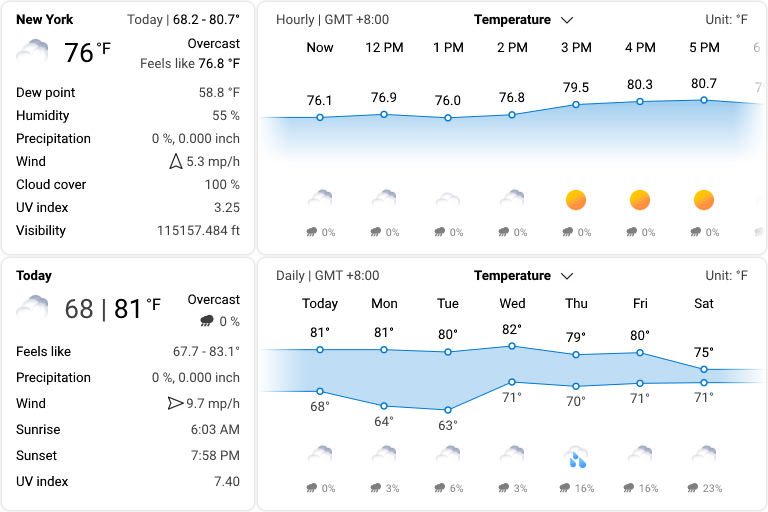 New York
Today | 68.2 - 80.7°
76 °F
Overcast
Feels like 76.8 °F
Dew point 58.8 °F
Humidity 55 %
Precipitation 0 %, 0.000 inch
Wind 5.3 mp/h
Cloud cover 100 %
UV index 3.25
Visibility 115157.484 ft
Hourly | GMT +8:00 Temperature Unit: °F
Now 12 PM 1 PM 2 PM 3 PM 4 PM 5 PM 6
76.1 76.9 76.0 76.8 79.5 80.3 80.7 7
0% 0% 0% 0% 0% 0% 0%
Today
68 | 81 °F
Overcast
0 %
Feels like 67.7 - 83.1°
Precipitation 0 %, 0.000 inch
Wind 9.7 mp/h
Sunrise 6:03 AM
Sunset 7:58 PM
UV index 7.40
Daily | GMT +8:00 Temperature Unit: °F
Today Mon Tue Wed Thu Fri Sat
81° 81° 80° 82° 79° 80° 75°
68° 64° 63° 71° 70° 71° 71°
0% 3% 6% 3% 16% 16% 23%